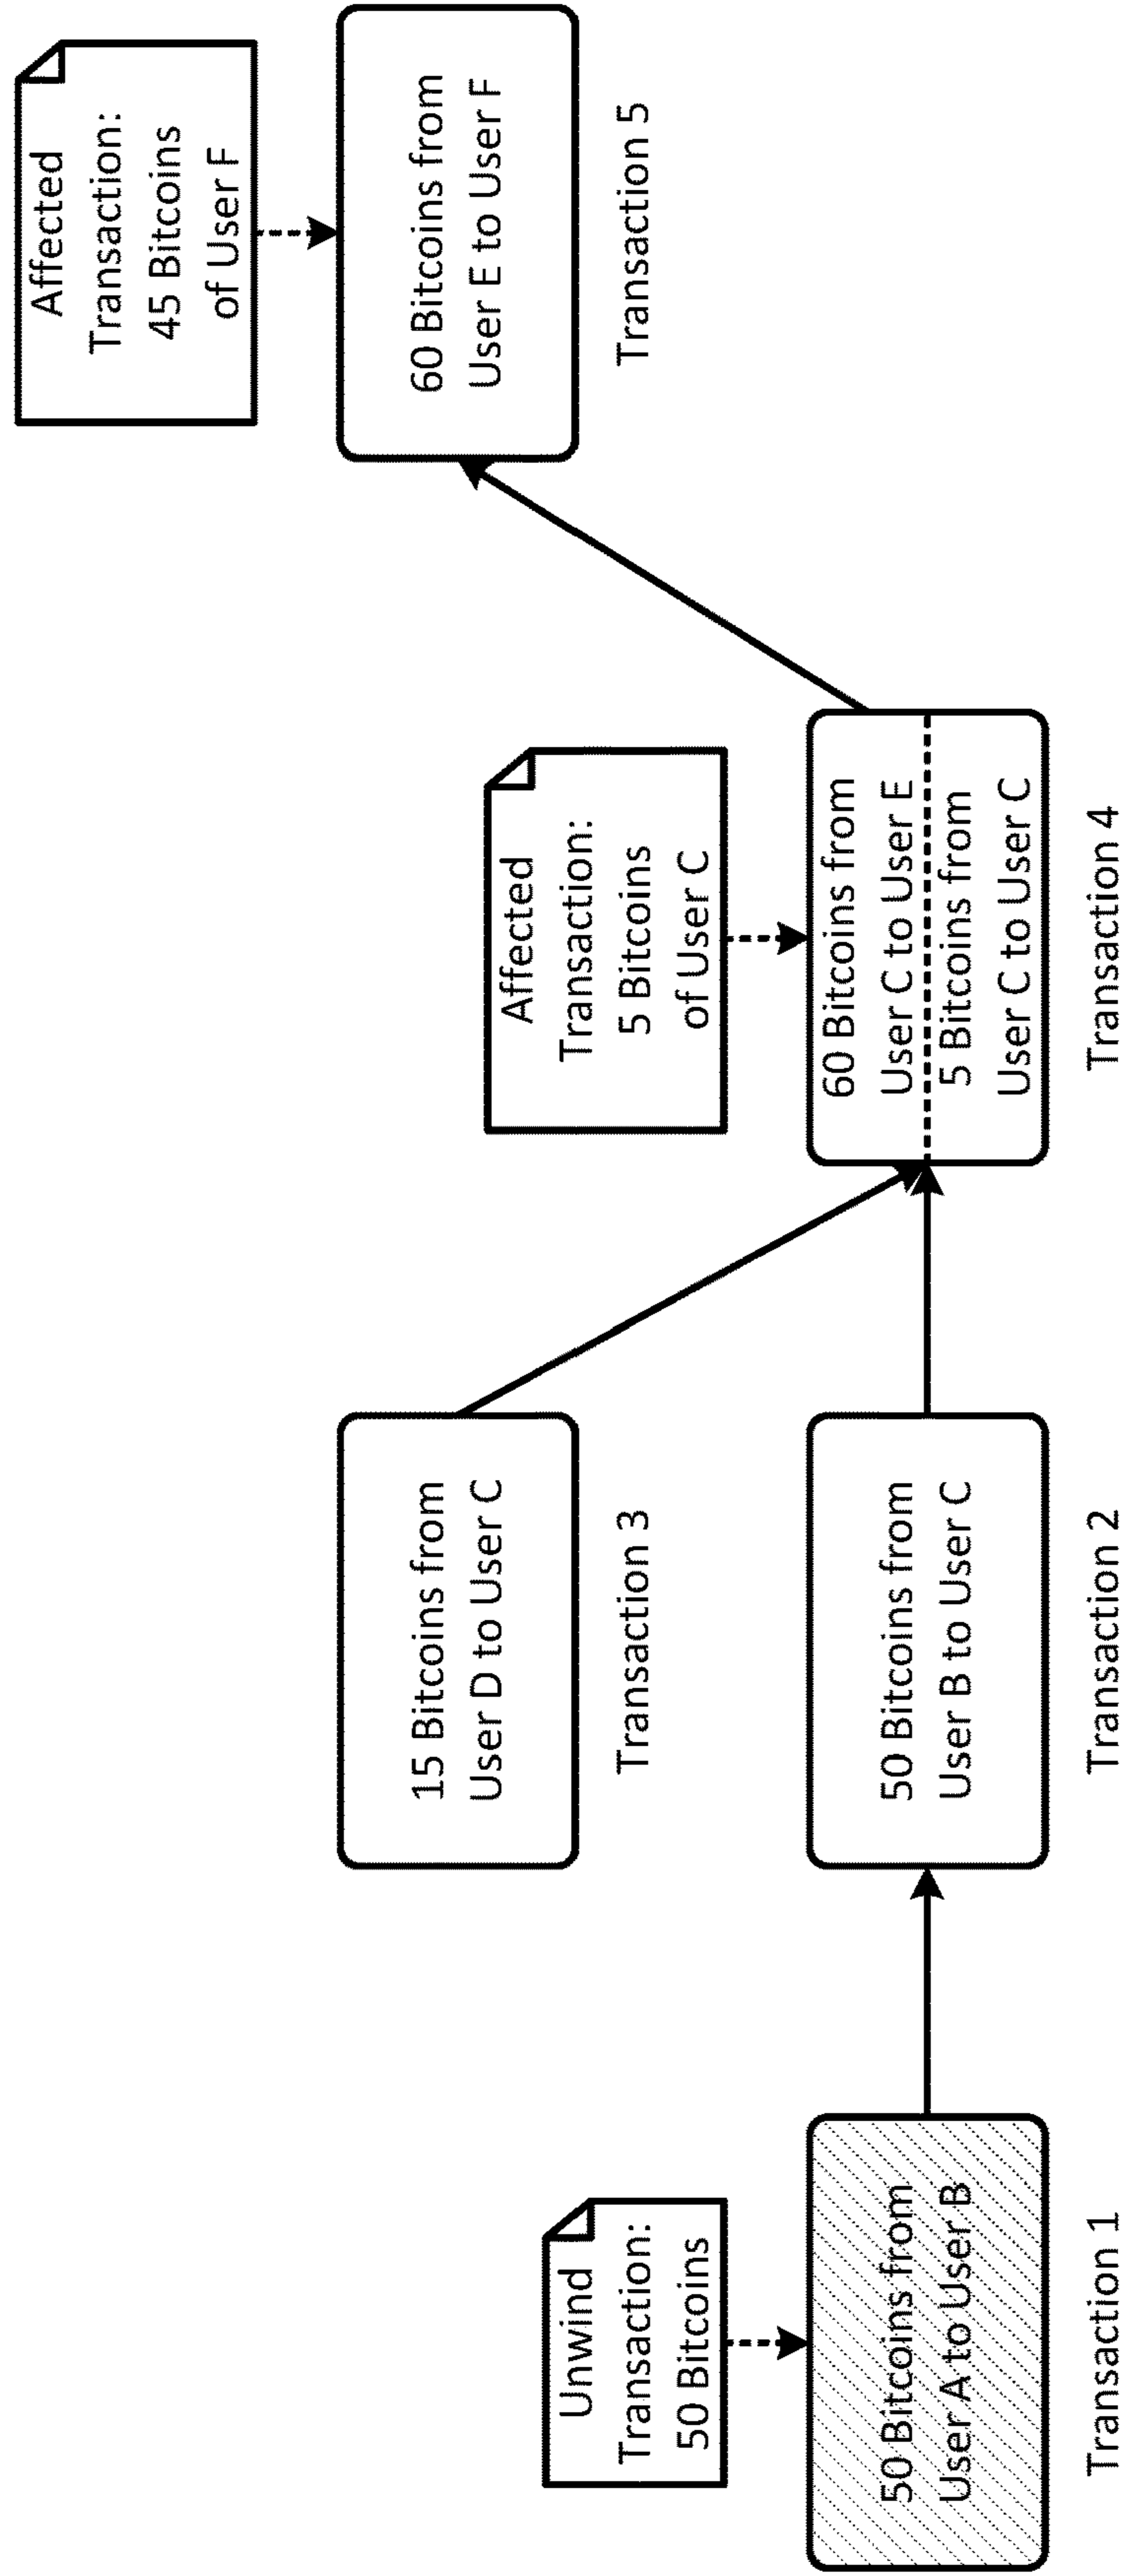 Unwind
Transaction:
50 Bitcoins
50 Bitcoins from
User A to User B
Transaction 1
15 Bitcoins from
User D to User C
Transaction 3
50 Bitcoins from
User B to User C
Transaction 2
Affected
Transaction:
5 Bitcoins
of User C
60 Bitcoins from
User C to User E
5 Bitcoins from
User C to User C
Transaction 4
Affected
Transaction:
45 Bitcoins
of User F
60 Bitcoins from
User E to User F
Transaction 5